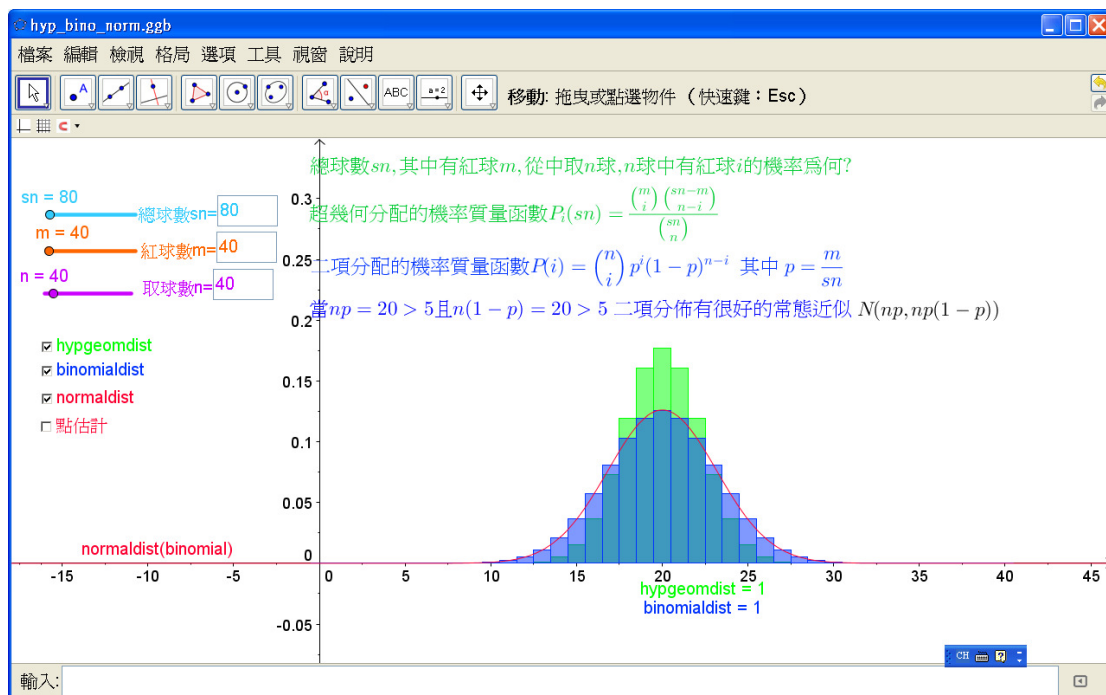 hyp_bino_norm.ggb
檔案 編輯 檢視 格局 選項 工具 視窗 說明
A ABC a=2 移動: 拖曳或點選物件 (快速鍵：Esc)
總球數sn,其中有紅球m,從中取n球,n球中有紅球i的機率爲何?
sn = 80
總球數sn= 80
超幾何分配的機率質量函數P_i(sn) = \frac{\binom{m}{i}\binom{sn-m}{n-i}}{\binom{sn}{n}}
m = 40
紅球數m= 40
二項分配的機率質量函數P(i) = \binom{n}{i} p^i (1 − p)^{n−i} 其中 p = \frac{m}{sn}
n = 40
取球數n= 40
當np = 20 > 5且n(1 − p) = 20 > 5 二項分佈有很好的常態近似 N(np, np(1 − p))
hypgeomdist
binomialdist
normaldist
點估計
0.3
0.25
0.2
0.15
0.1
0.05
0
-0.05
normaldist(binomial)
-15 -10 -5 0 5 10 15 20 25 30 35 40 45
hypgeomdist = 1
binomialdist = 1
CH ?
輸入: